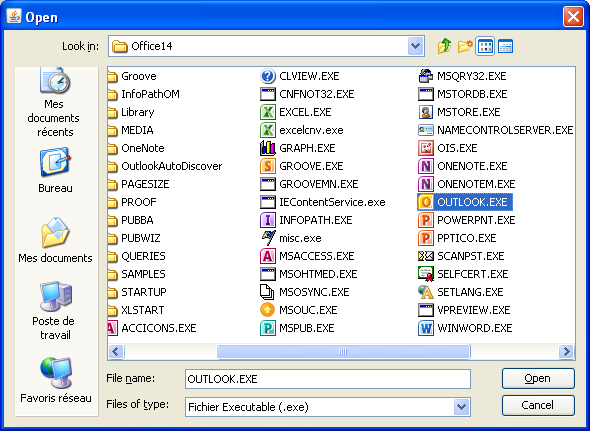 Open
Look in:
Office14
Mes documents récents
Bureau
Mes documents
Poste de travail
Favoris réseau
Groove
InfoPathOM
Library
MEDIA
OneNote
OutlookAutoDiscover
PAGESIZE
PROOF
PUBBA
PUBWIZ
QUERIES
SAMPLES
STARTUP
XLSTART
ACCICONS.EXE
CLVIEW.EXE
CNFNOT32.EXE
EXCEL.EXE
excelcnv.exe
GRAPH.EXE
GROOVE.EXE
GROOVEMN.EXE
IEContentService.exe
INFOPATH.EXE
misc.exe
MSACCESS.EXE
MSOHTMED.EXE
MSOSYNC.EXE
MSOUC.EXE
MSPUB.EXE
MSQRY32.EXE
MSTORDB.EXE
MSTORE.EXE
NAMECONTROLSERVER.EXE
OIS.EXE
ONENOTE.EXE
ONENOTEM.EXE
OUTLOOK.EXE
POWERPNT.EXE
PPTICO.EXE
SCANPST.EXE
SELFCERT.EXE
SETLANG.EXE
VPREVIEW.EXE
WINWORD.EXE
File name:
OUTLOOK.EXE
Open
Files of type:
Fichier Executable (.exe)
Cancel